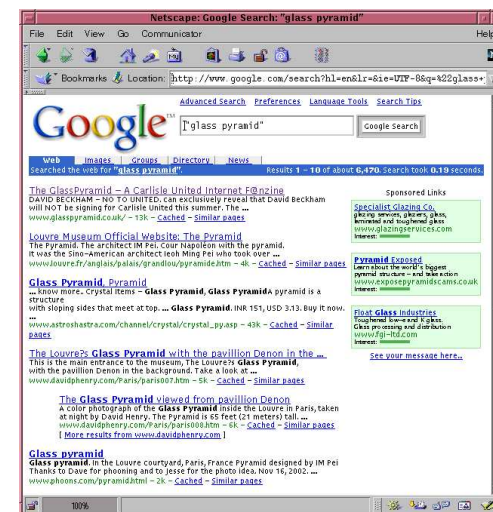 Netscape: Google Search: "glass pyramid"
File Edit View Go Communicator Help
Bookmarks Location: http://www.google.com/search?hl=en&lr=&ie=UTF-8&q=%22glass+
Advanced Search Preferences Language Tools Search Tips
Google™
"glass pyramid"
Google Search
Web Images Groups Directory News
Searched the web for "glass pyramid". Results 1 - 10 of about 6,470. Search took 0.19 seconds.
The GlassPyramid - A Carlisle United Internet F@nzine
DAVID BECKHAM - NO TO UNITED. can exclusively reveal that David Beckham
will NOT be signing for Carlisle United this summer. The ...
www.glasspyramid.co.uk/ - 13k - Cached - Similar pages
Louvre Museum Official Website: The Pyramid
The Pyramid. The architect IM Pei. Cour Napoleon with the pyramid.
It was the Sino-American architect Ieoh Ming Pei who took over ...
www.louvre.fr/anglais/palais/grandlou/pyramide.htm - 4k - Cached - Similar pages
Glass Pyramid, Pyramid
... know more. Crystal Items - Glass Pyramid, Glass PyramidA pyramid is a
structure
with sloping sides that meet at top. ... Glass Pyramid. INR 151, USD 3.13. Buy it now.
...
www.astroshastra.com/channel/crystal/crystal_py.asp - 43k - Cached - Similar
pages
The Louvre?s Glass Pyramid with the pavillion Denon in the ...
This is the main entrance to the museum, The Louvre?s Glass Pyramid,
with the pavillion Denon in the background. Take a look at ...
www.davidphenry.com/Paris/paris007.htm - 5k - Cached - Similar pages
The Glass Pyramid viewed from pavillion Denon
A color photograph of the Glass Pyramid inside the Louvre in Paris, taken
at night by David Henry. The Pyramid is 65 feet (21 meters) tall. ...
www.davidphenry.com/Paris/paris008.htm - 6k - Cached - Similar pages
[ More results from www.davidphenry.com ]
Glass pyramid
Glass pyramid. In the Louvre courtyard, Paris, France Pyramid designed by IM Pei
Thanks to Dave for phooning and to Jesse for the photo idea. Nov 16, 2002. ...
www.phoons.com/pyramid.html - 2k - Cached - Similar pages
Sponsored Links
Specialist Glazing Co.
glazing services, glaziers, glass,
laminated and toughened glass
www.glazingservices.com
Interest:
Pyramid Exposed
Learn about the world's biggest
pyramid structure - and take action
www.exposepyramidscams.co.uk
Interest:
Float Glass Industries
Toughened low-e and K glass.
Glass processing and distribution
www.fgi-ltd.com
Interest:
See your message here...
100%